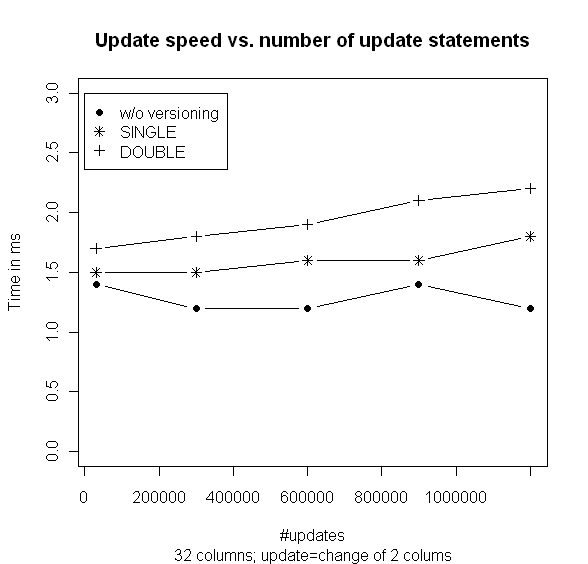 Update speed vs. number of update statements
3.0
2.5
2.0
1.5
1.0
0.5
0.0
Time in ms
w/o versioning
SINGLE
DOUBLE
0 200000 400000 600000 800000 1000000
#updates
32 columns; update=change of 2 colums